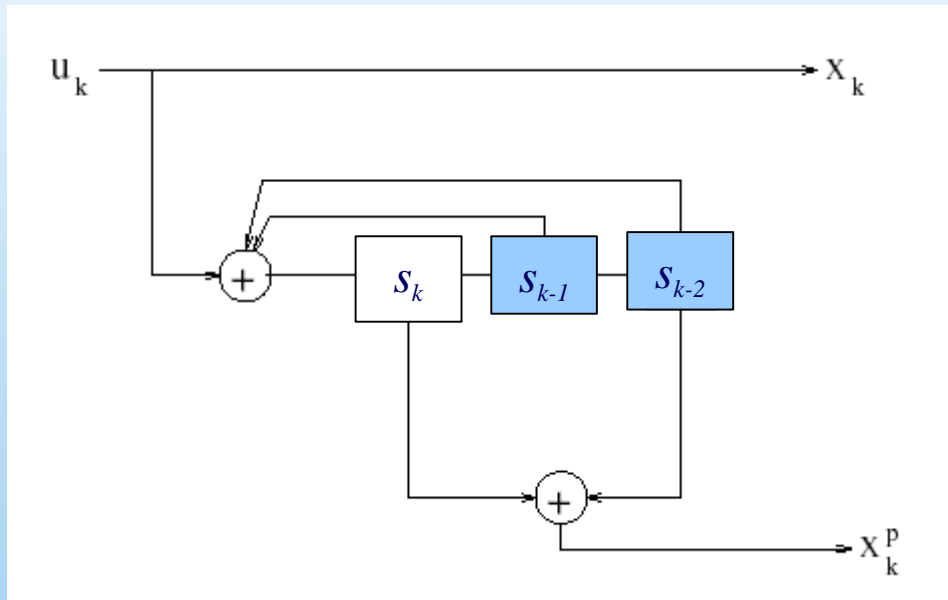 u_k x_k
+ s_k s_{k-1} s_{k-2}
+
x_k^p